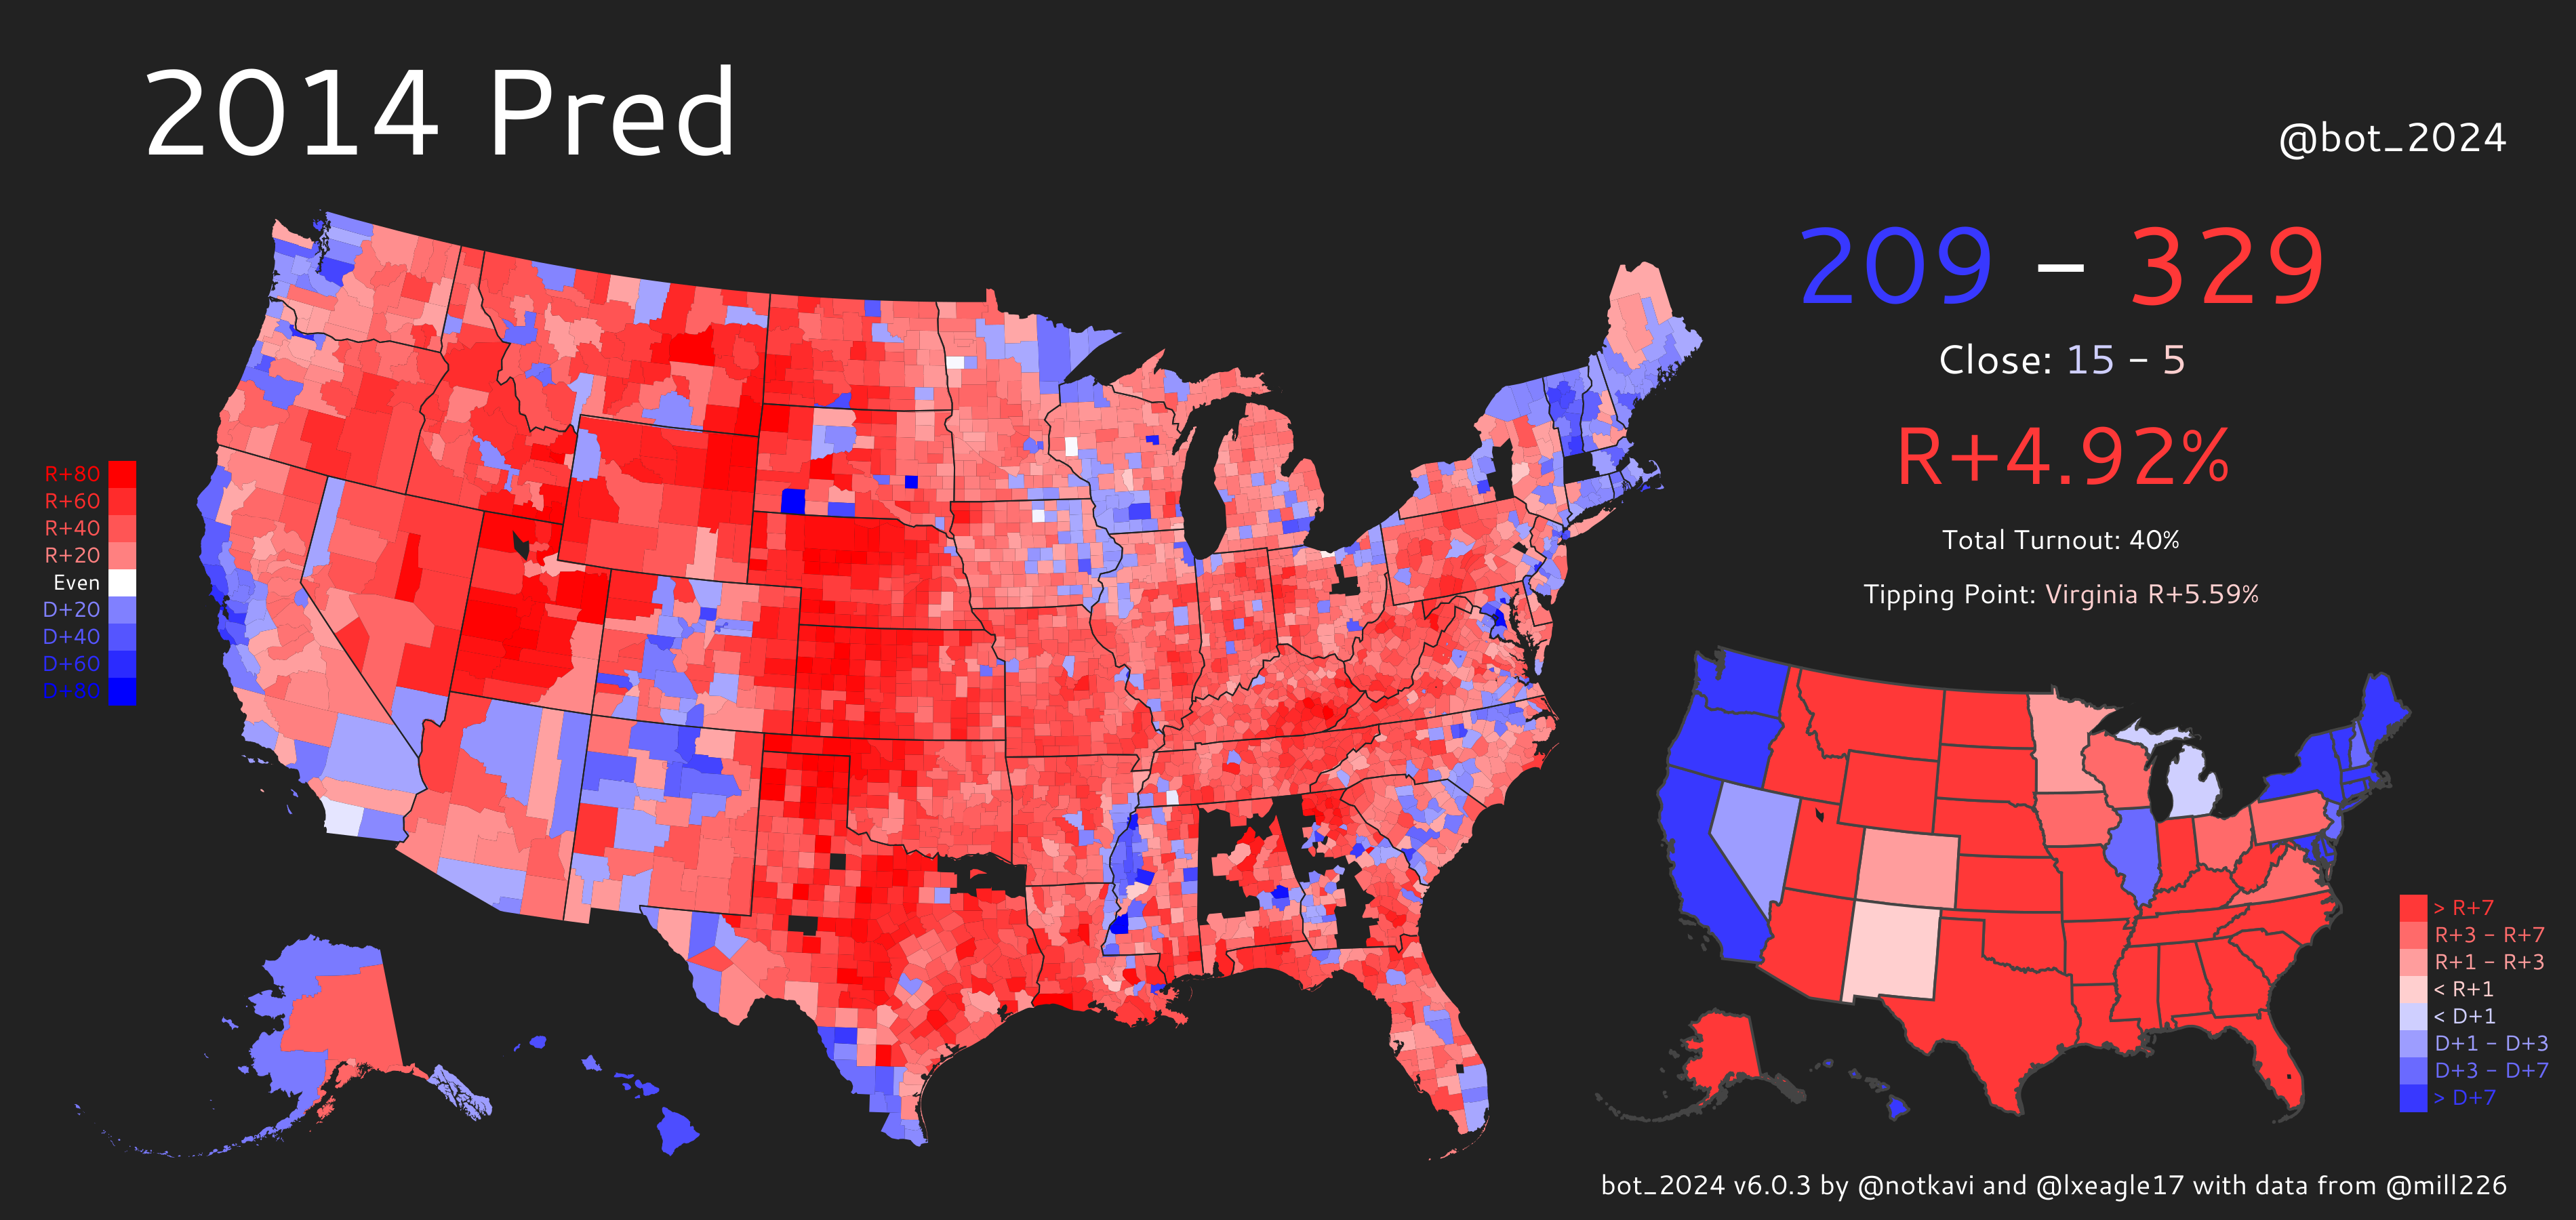 2014 Pred
@bot_2024
209 – 329
Close: 15 – 5
R+4.92%
Total Turnout: 40%
Tipping Point: Virginia R+5.59%
R+80
R+60
R+40
R+20
Even
D+20
D+40
D+60
D+80
> R+7
R+3 – R+7
R+1 – R+3
< R+1
< D+1
D+1 – D+3
D+3 – D+7
> D+7
bot_2024 v6.0.3 by @notkavi and @lxeagle17 with data from @mill226